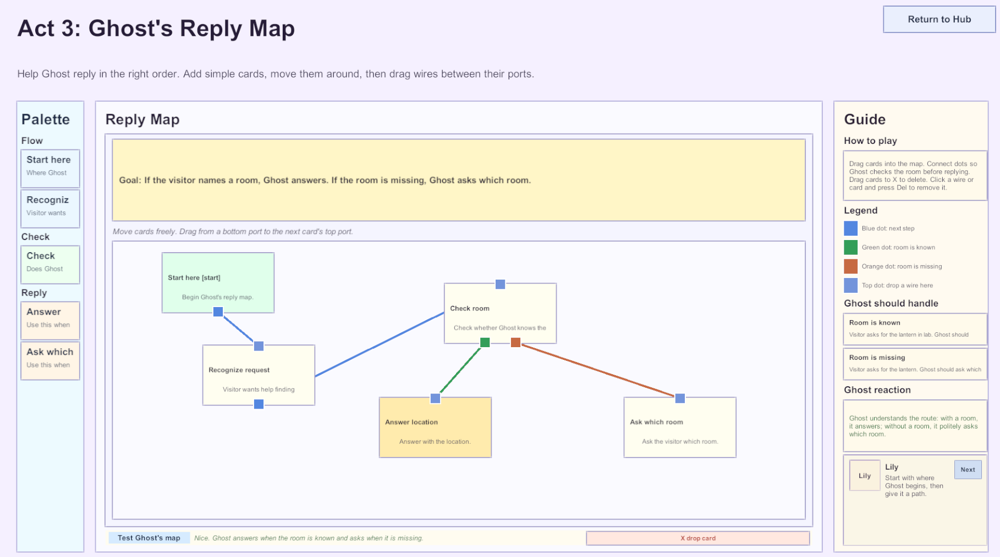 Act 3: Ghost's Reply Map
Return to Hub
Help Ghost reply in the right order. Add simple cards, move them around, then drag wires between their ports.
Palette
Flow
Start here
Where Ghost
Recogniz
Visitor wants
Check
Check
Does Ghost
Reply
Answer
Use this when
Ask which
Use this when
Reply Map
Goal: If the visitor names a room, Ghost answers. If the room is missing, Ghost asks which room.
Move cards freely. Drag from a bottom port to the next card's top port.
Start here [start]
Begin Ghost's reply map.
Check room
Check whether Ghost knows the
Recognize request
Visitor wants help finding
Answer location
Answer with the location.
Ask which room
Ask the visitor which room.
Test Ghost's map
Nice. Ghost answers when the room is known and asks when it is missing.
X drop card
Guide
How to play
Drag cards into the map. Connect dots so
Ghost checks the room before replying.
Drag cards to X to delete. Click a wire or
card and press Del to remove it.
Legend
Blue dot: next step
Green dot: room is known
Orange dot: room is missing
Top dot: drop a wire here
Ghost should handle
Room is known
Visitor asks for the lantern in lab. Ghost should
Room is missing
Visitor asks for the lantern. Ghost should ask which
Ghost reaction
Ghost understands the route: with a room,
it answers; without a room, it politely asks
which room.
Lily
Lily
Start with where
Ghost begins, then
give it a path.
Next